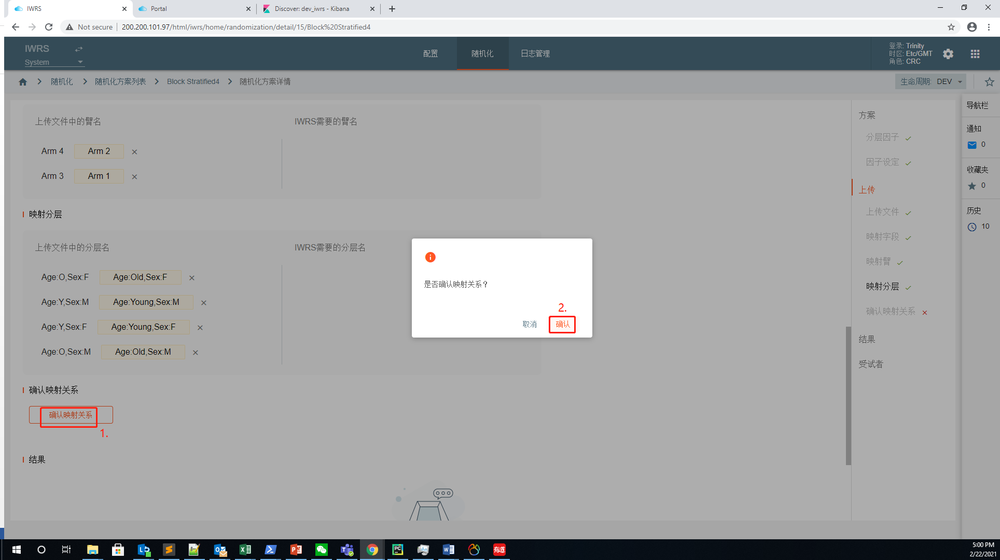 IWRS
Portal
Discover: dev_iwrs - Kibana
Not secure
200.200.101.97/html/iwrs/home/randomization/detail/15/Block%20Stratified4
IWRS
System
配置
随机化
日志管理
登录: Trinity
时区: Etc/GMT
角色: CRC
随机化
随机化方案列表
Block Stratified4
随机化方案详情
生命周期: DEV
上传文件中的臂名
IWRS需要的臂名
Arm 4
Arm 2
Arm 3
Arm 1
映射分层
上传文件中的分层名
IWRS需要的分层名
Age:O,Sex:F
Age:Old,Sex:F
Age:Y,Sex:M
Age:Young,Sex:M
Age:Y,Sex:F
Age:Young,Sex:F
Age:O,Sex:M
Age:Old,Sex:M
确认映射关系
确认映射关系
1.
结果
是否确认映射关系？
2.
取消
确认
方案
分层因子
因子设定
上传
上传文件
映射字段
映射臂
映射分层
确认映射关系
结果
受试者
导航栏
通知
0
收藏夹
0
历史
10
有道
5:00 PM
2/22/2021